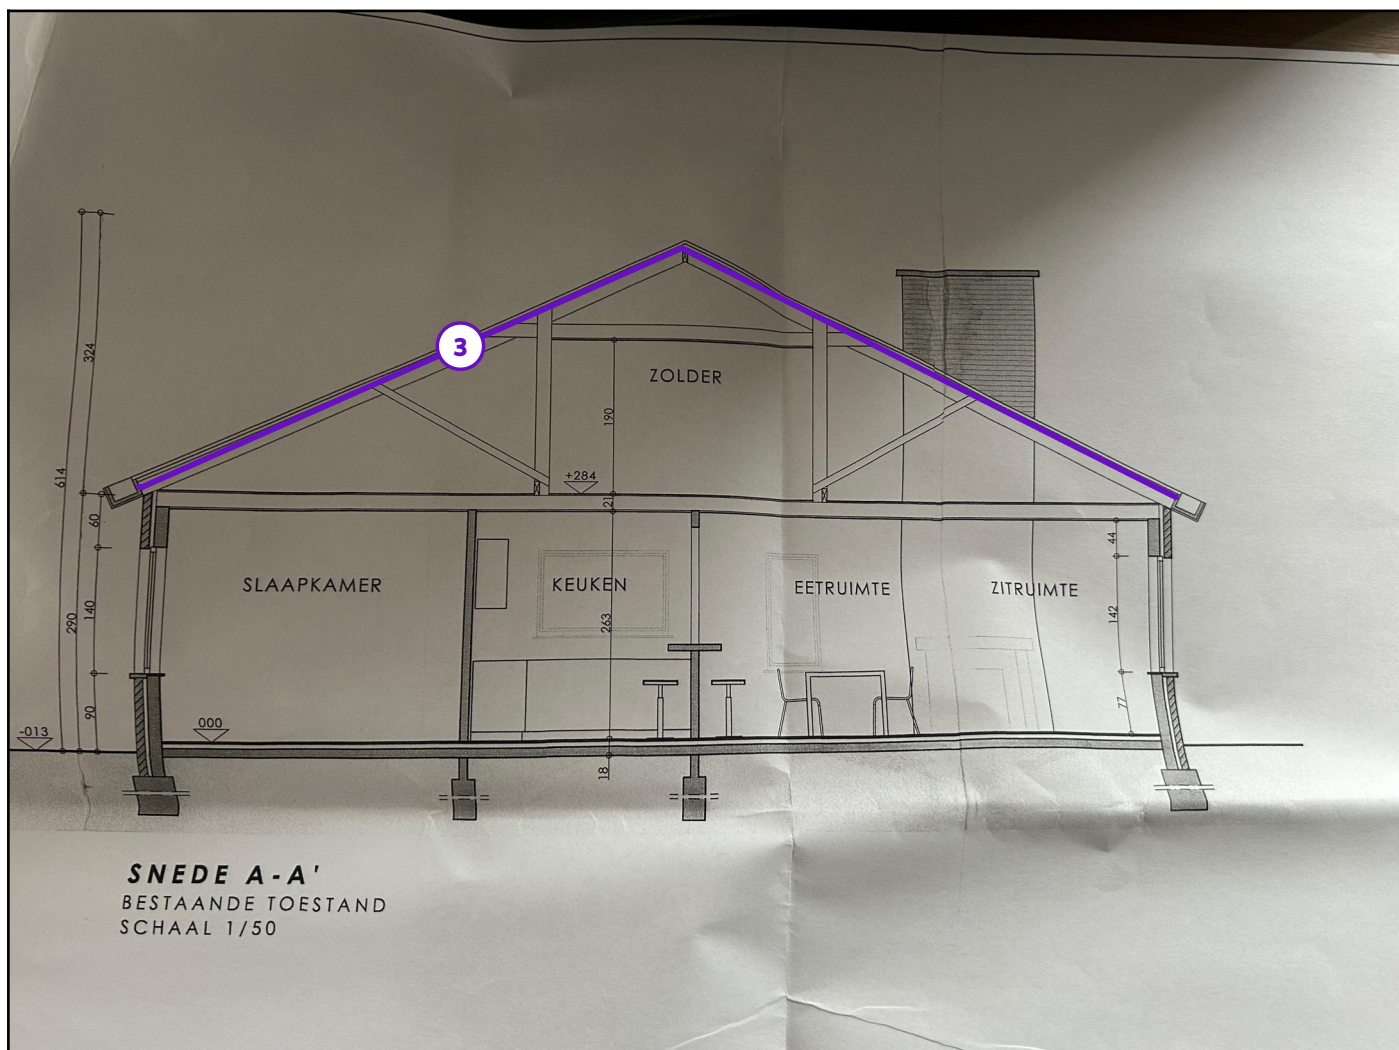 3
324
614
60
290
140
90
-013
000
+284
190
21
263
18
44
142
77
ZOLDER
SLAAPKAMER
KEUKEN
EETRUIMTE
ZITRUIMTE
SNEDE A-A'
BESTAANDE TOESTAND
SCHAAL 1/50